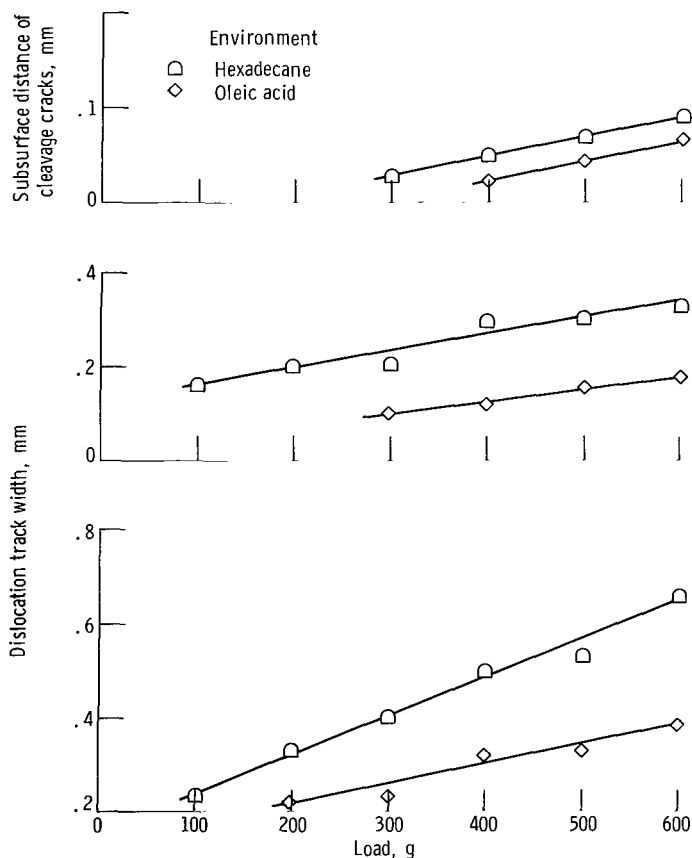 Subsurface distance of
cleavage cracks, mm
Environment
Hexadecane
Oleic acid
.1
0
.4
.2
0
Dislocation track width, mm
.8
.6
.4
.2
0 100 200 300 400 500 600
Load, g